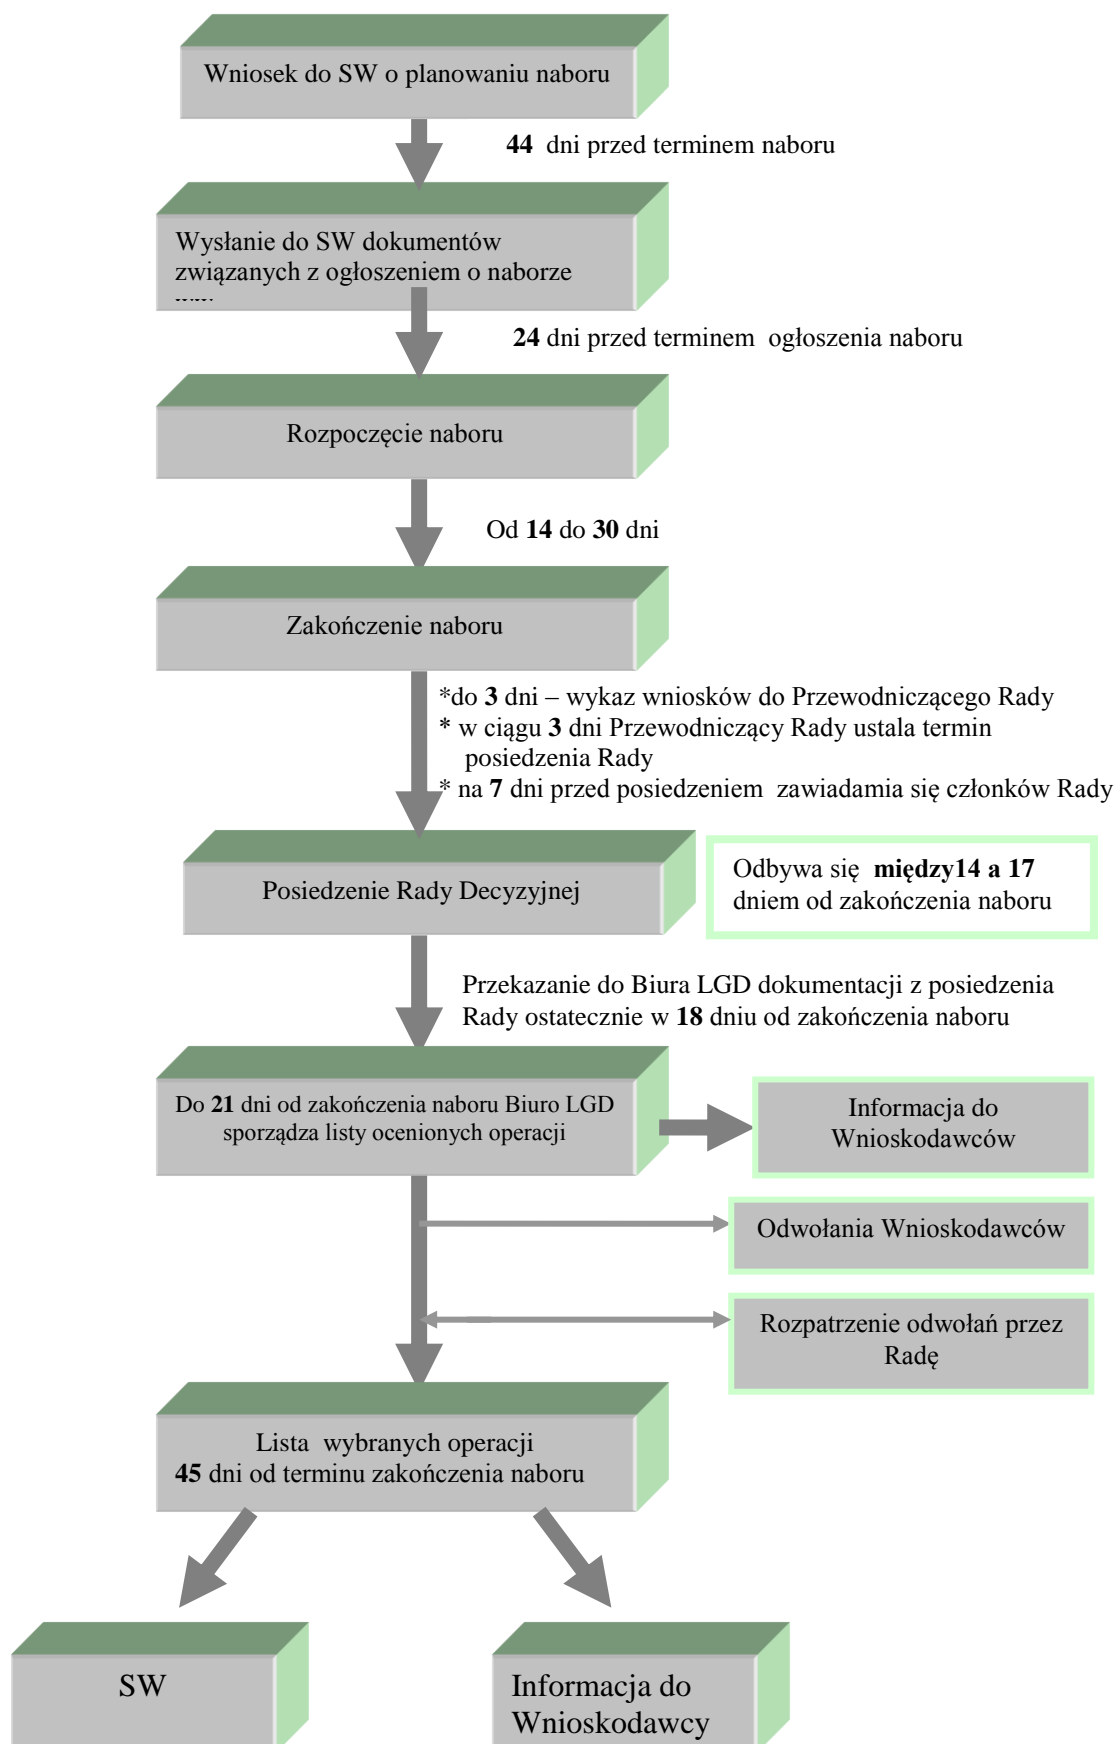 Wniosek do SW o planowaniu naboru
44 dni przed terminem naboru
Wysłanie do SW dokumentów
związanych z ogłoszeniem o naborze
24 dni przed terminem ogłoszenia naboru
Rozpoczęcie naboru
Od 14 do 30 dni
Zakończenie naboru
*do 3 dni – wykaz wniosków do Przewodniczącego Rady
* w ciągu 3 dni Przewodniczący Rady ustala termin
posiedzenia Rady
* na 7 dni przed posiedzeniem zawiadamia się członków Rady
Posiedzenie Rady Decyzyjnej
Odbywa się między14 a 17
dniem od zakończenia naboru
Przekazanie do Biura LGD dokumentacji z posiedzenia
Rady ostatecznie w 18 dniu od zakończenia naboru
Do 21 dni od zakończenia naboru Biuro LGD
sporządza listy ocenionych operacji
Informacja do
Wnioskodawców
Odwołania Wnioskodawców
Rozpatrzenie odwołań przez
Radę
Lista wybranych operacji
45 dni od terminu zakończenia naboru
SW
Informacja do
Wnioskodawcy